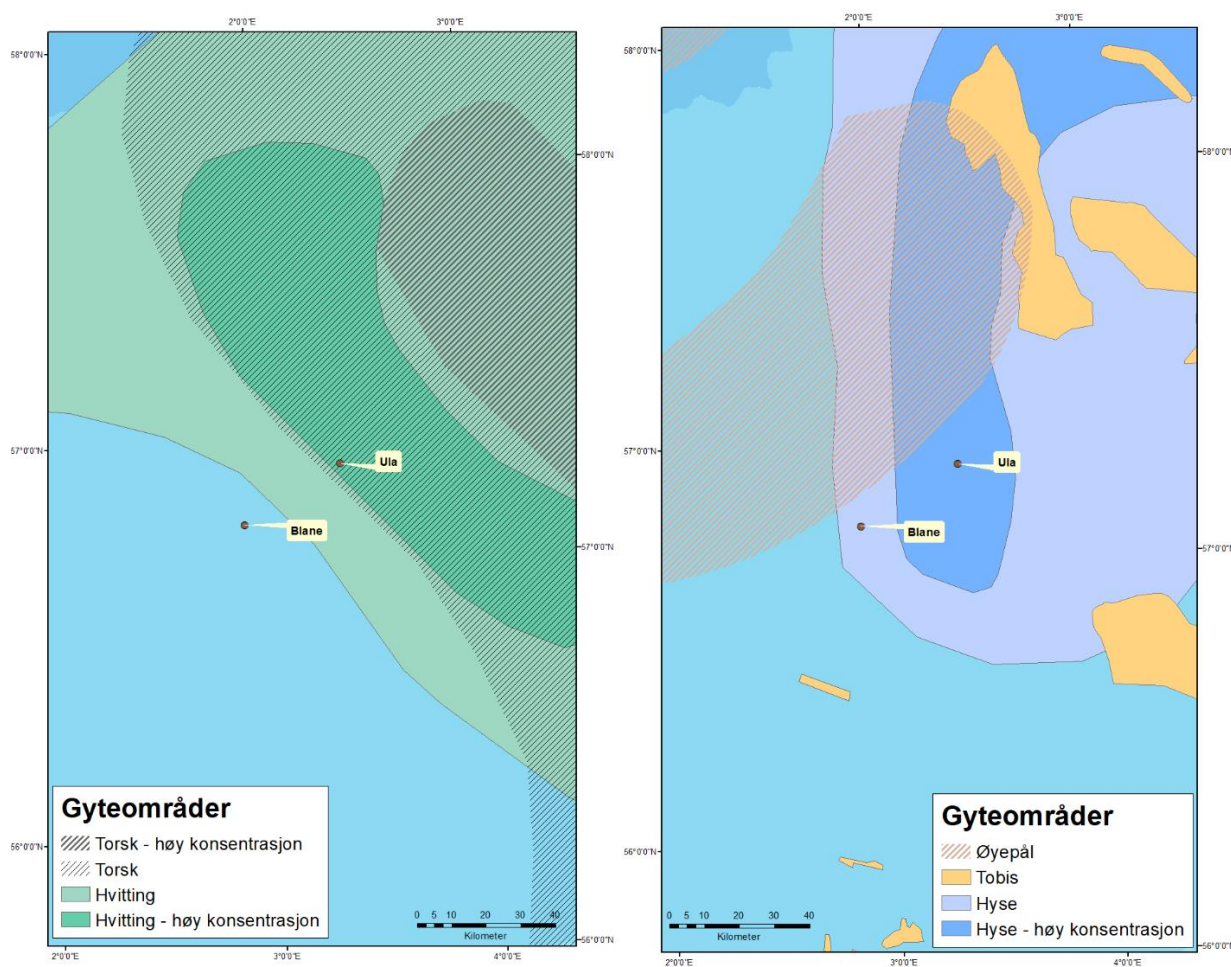 2°0'0"E 3°0'0"E
58°0'0"N
58°0'0"N
57°0'0"N
Ula
Blane
57°0'0"N
56°0'0"N
Gyteområder
Torsk - høy konsentrasjon
Torsk
Hvitting
Hvitting - høy konsentrasjon
0 5 10 20 30 40
Kilometer
56°0'0"N
2°0'0"E 3°0'0"E 4°0'0"E
2°0'0"E 3°0'0"E
58°0'0"N
58°0'0"N
57°0'0"N
Ula
Blane
57°0'0"N
56°0'0"N
Gyteområder
Øyepål
Tobis
Hyse
Hyse - høy konsentrasjon
0 5 10 20 30 40
Kilometer
56°0'0"N
2°0'0"E 3°0'0"E 4°0'0"E